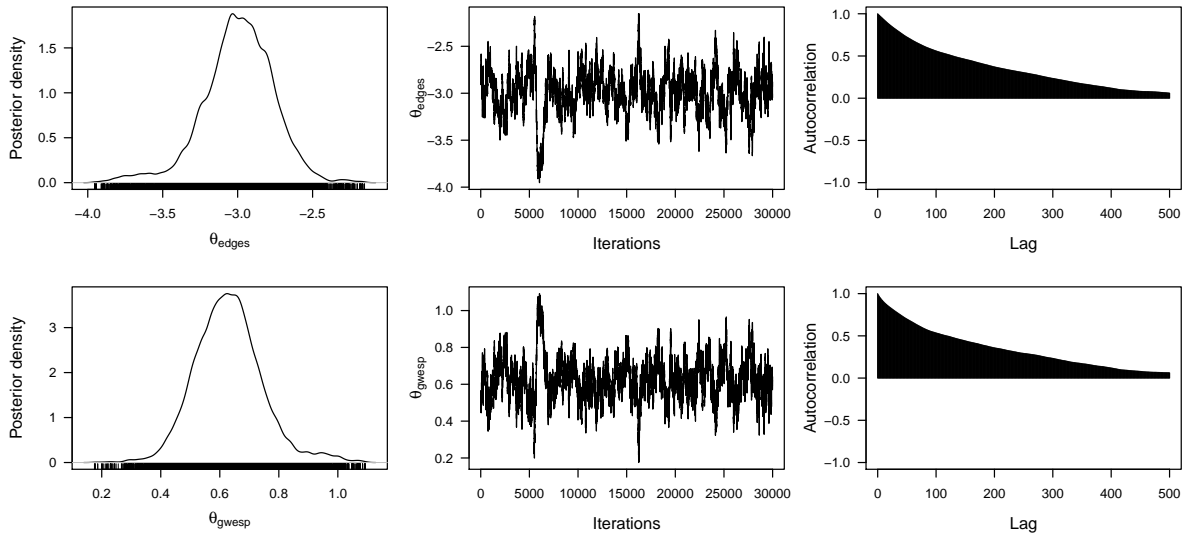 Posterior density
0.0
0.5
1.0
1.5
−4.0 −3.5 −3.0 −2.5
θedges
θedges
−4.0
−3.5
−3.0
−2.5
0 5000 10000 15000 20000 25000 30000
Iterations
Autocorrelation
−1.0
−0.5
0.0
0.5
1.0
0 100 200 300 400 500
Lag
Posterior density
0
1
2
3
0.2 0.4 0.6 0.8 1.0
θgwesp
θgwesp
0.2
0.4
0.6
0.8
1.0
0 5000 10000 15000 20000 25000 30000
Iterations
Autocorrelation
−1.0
−0.5
0.0
0.5
1.0
0 100 200 300 400 500
Lag